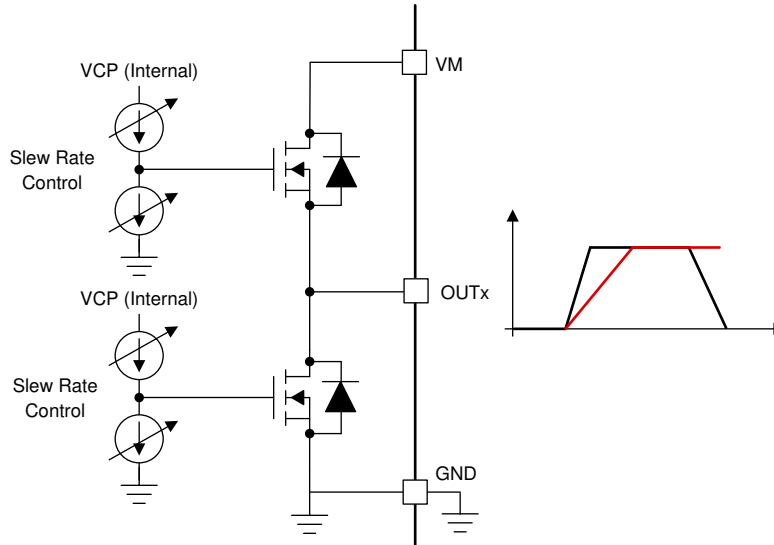 VCP (Internal)
VM
Slew Rate
Control
VCP (Internal)
OUTx
Slew Rate
Control
GND